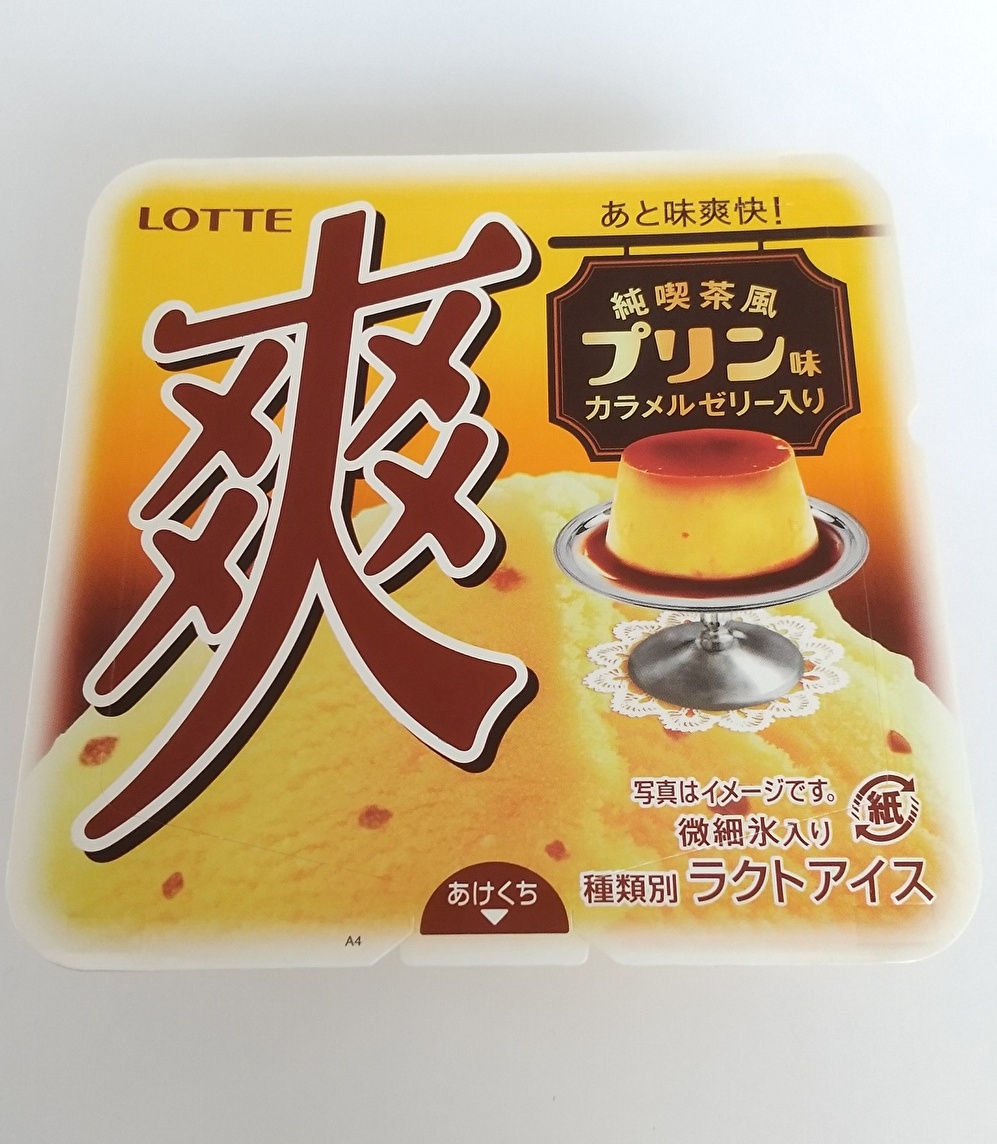 LOTTE
爽
あと味爽快!
純喫茶風
プリン味
カラメルゼリー入り
写真はイメージです。
紙
微細氷入り
種類別 ラクトアイス
あけくち
A4